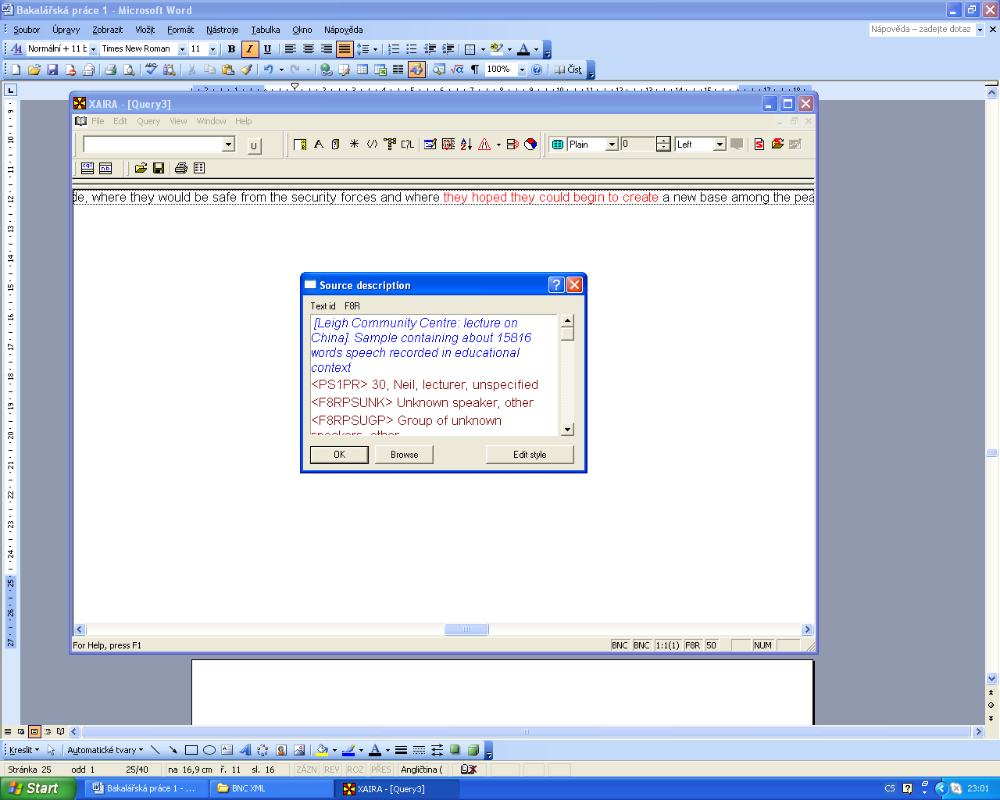 Bakalářská práce 1 - Microsoft Word
Soubor Úpravy Zobrazit Vložit Formát Nástroje Tabulka Okno Nápověda Nápověda – zadejte dotaz
Normální + 11 b Times New Roman 11 B I U
100% Číst
XAIRA - [Query3]
File Edit Query View Window Help
U Plain 0 Left
de, where they would be safe from the security forces and where they hoped they could begin to create a new base among the pea
Source description
Text id F8R
[Leigh Community Centre: lecture on
China]. Sample containing about 15816
words speech recorded in educational
context
<PS1PR> 30, Neil, lecturer, unspecified
<F8RPSUNK> Unknown speaker, other
<F8RPSUGP> Group of unknown
speakers, other
OK Browse Edit style
For Help, press F1 BNC BNC 1:1(1) F8R 50 NUM
Kreslit Automatické tvary
Stránka 25 odd 1 25/40 na 16,9 cm ř. 11 sl. 16 ZÁZN REV ROZ PŘES Angličtina (
Start Bakalářská práce 1 - ... BNC XML XAIRA - [Query3] CS 23:01